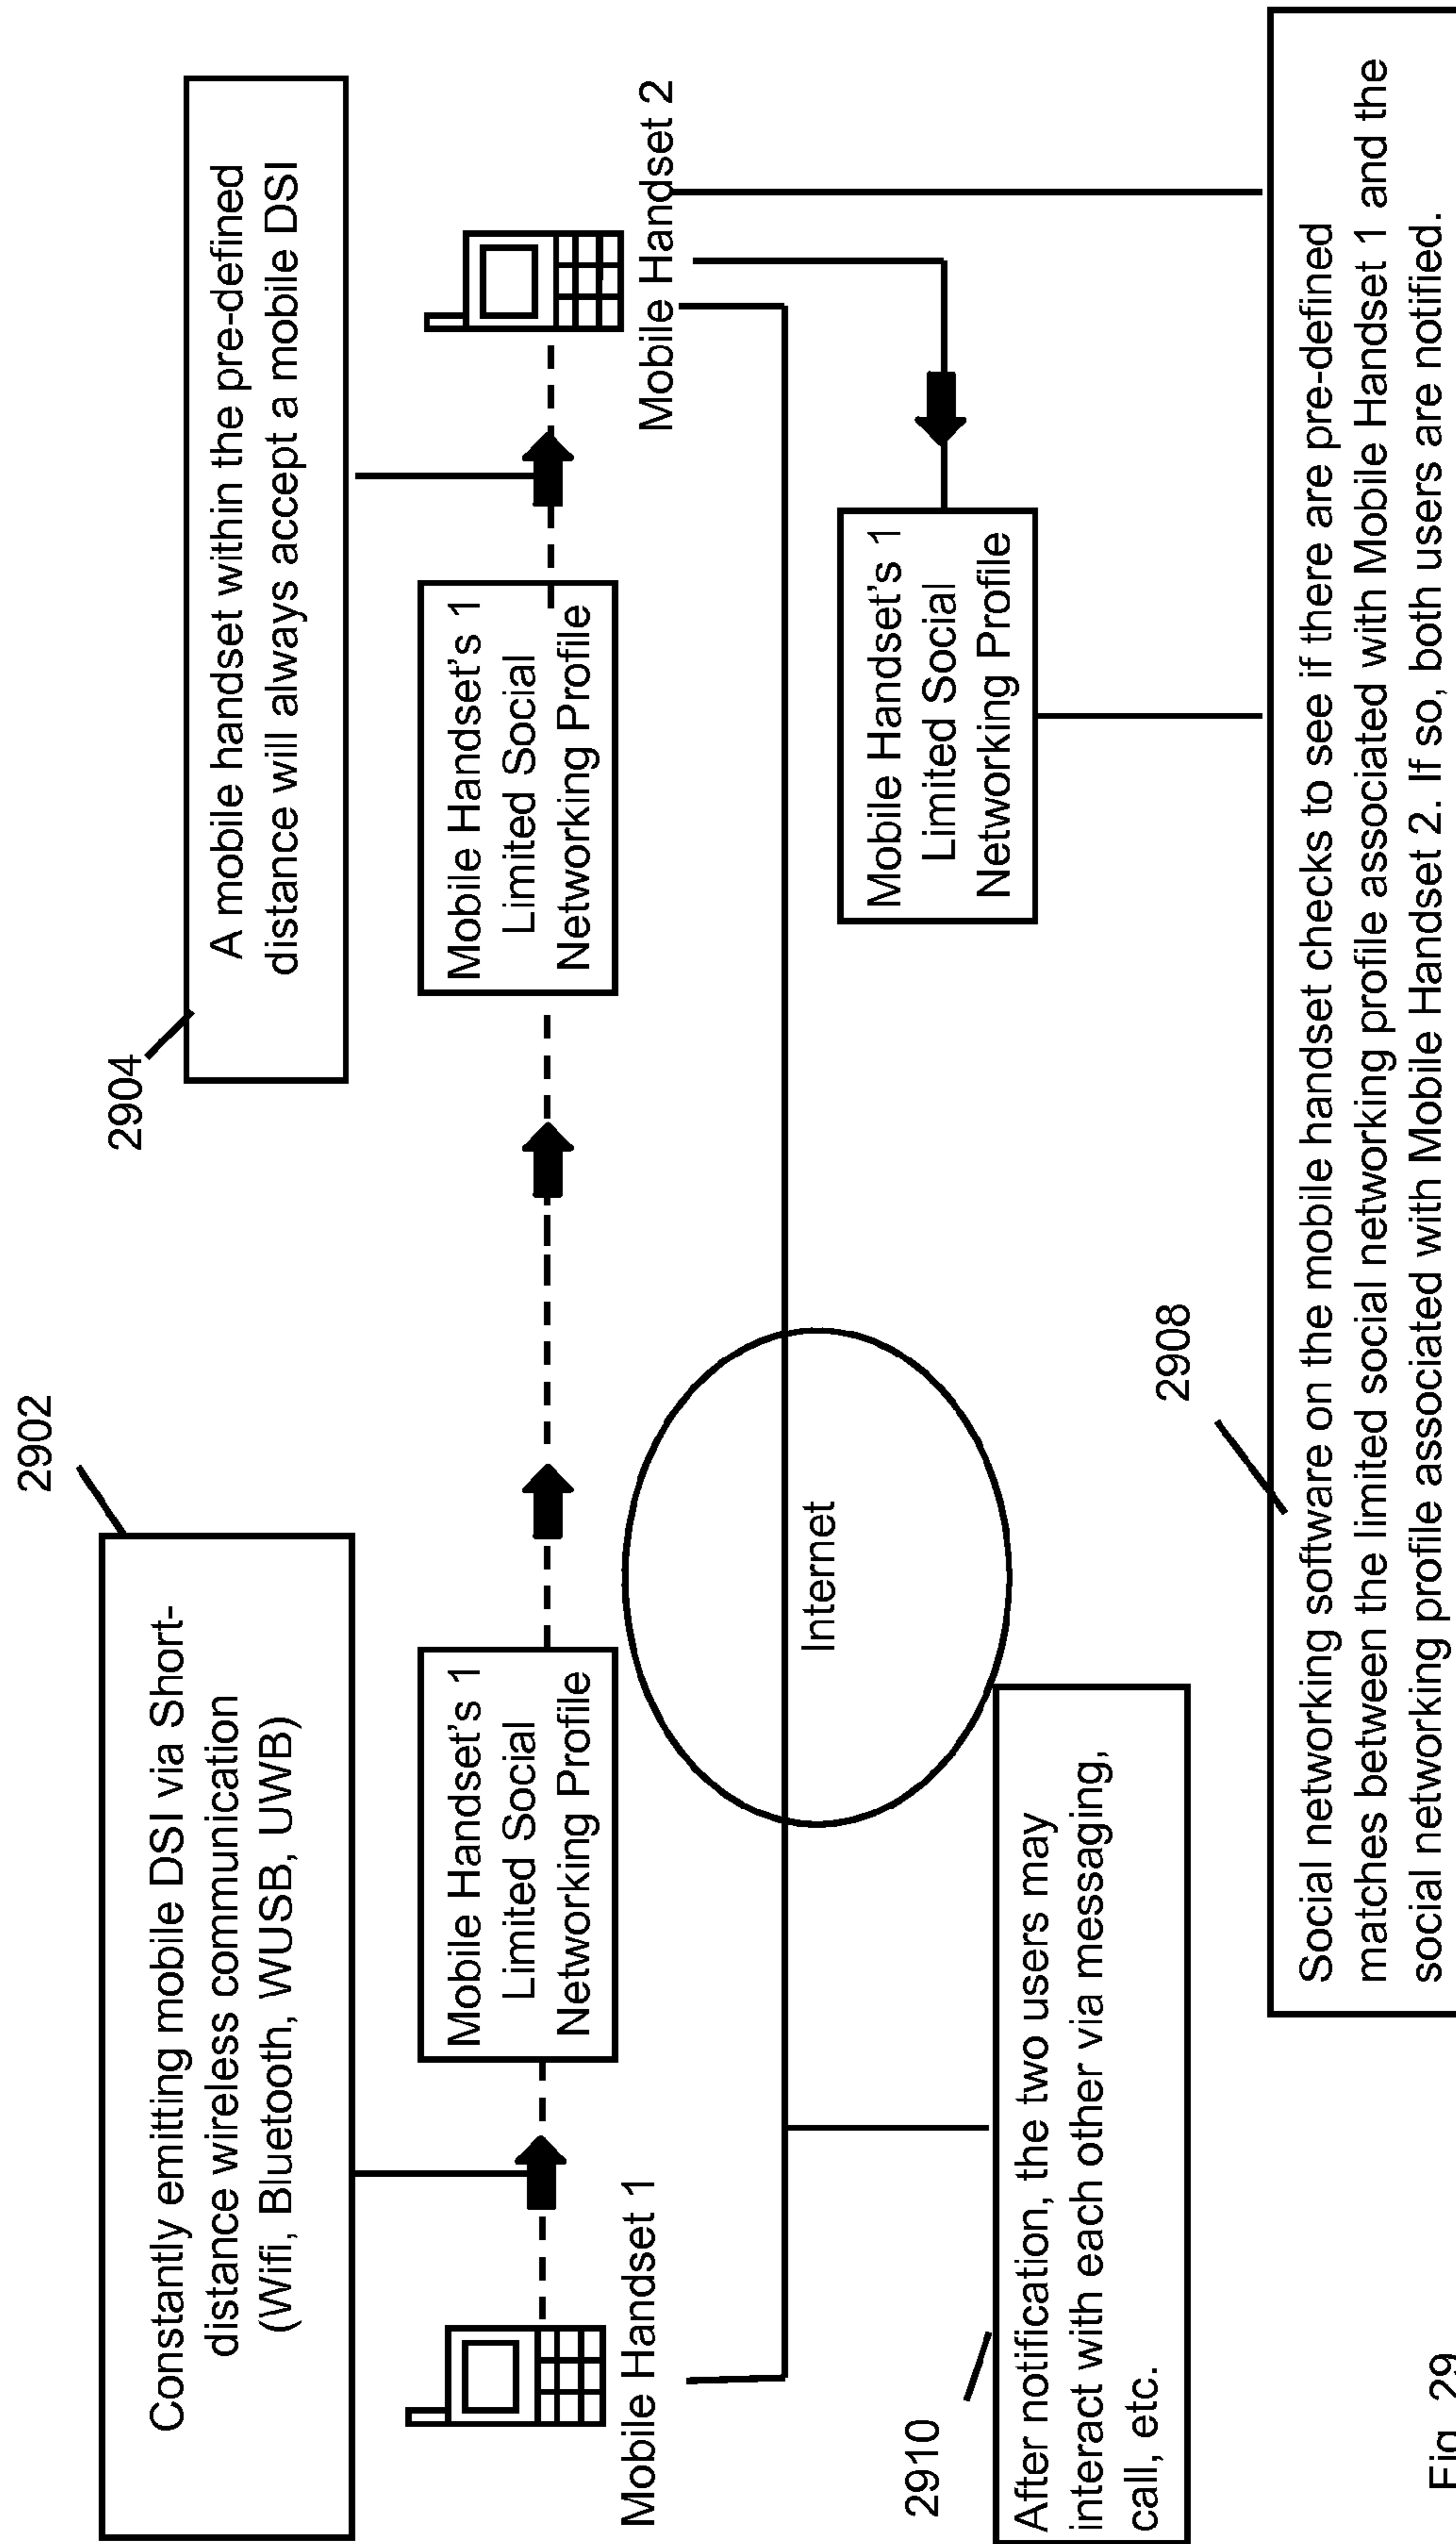 2902
Constantly emitting mobile DSI via Short-
distance wireless communication
(Wifi, Bluetooth, WUSB, UWB)
2904
A mobile handset within the pre-defined
distance will always accept a mobile DSI
Mobile Handset 1
Mobile Handset's 1
Limited Social
Networking Profile
Mobile Handset's 1
Limited Social
Networking Profile
Mobile Handset 2
Internet
Mobile Handset's 1
Limited Social
Networking Profile
2910
After notification, the two users may
interact with each other via messaging,
call, etc.
2908
Social networking software on the mobile handset checks to see if there are pre-defined
matches between the limited social networking profile associated with Mobile Handset 1 and the
social networking profile associated with Mobile Handset 2. If so, both users are notified.
Fig. 29